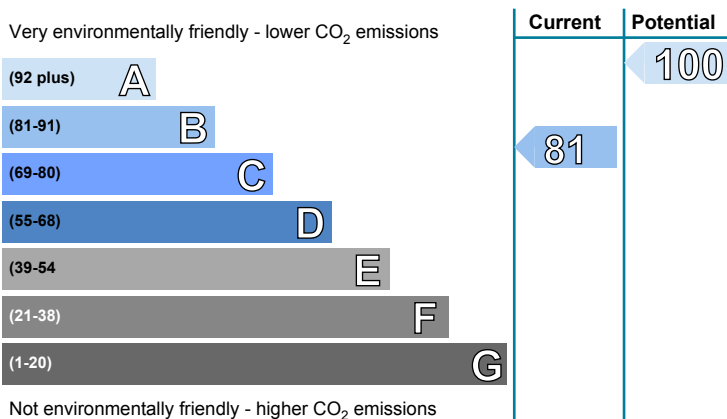 Very environmentally friendly - lower CO2 emissions
Current
Potential
(92 plus) A
100
(81-91) B
81
(69-80) C
(55-68) D
(39-54 E
(21-38) F
(1-20) G
Not environmentally friendly - higher CO2 emissions